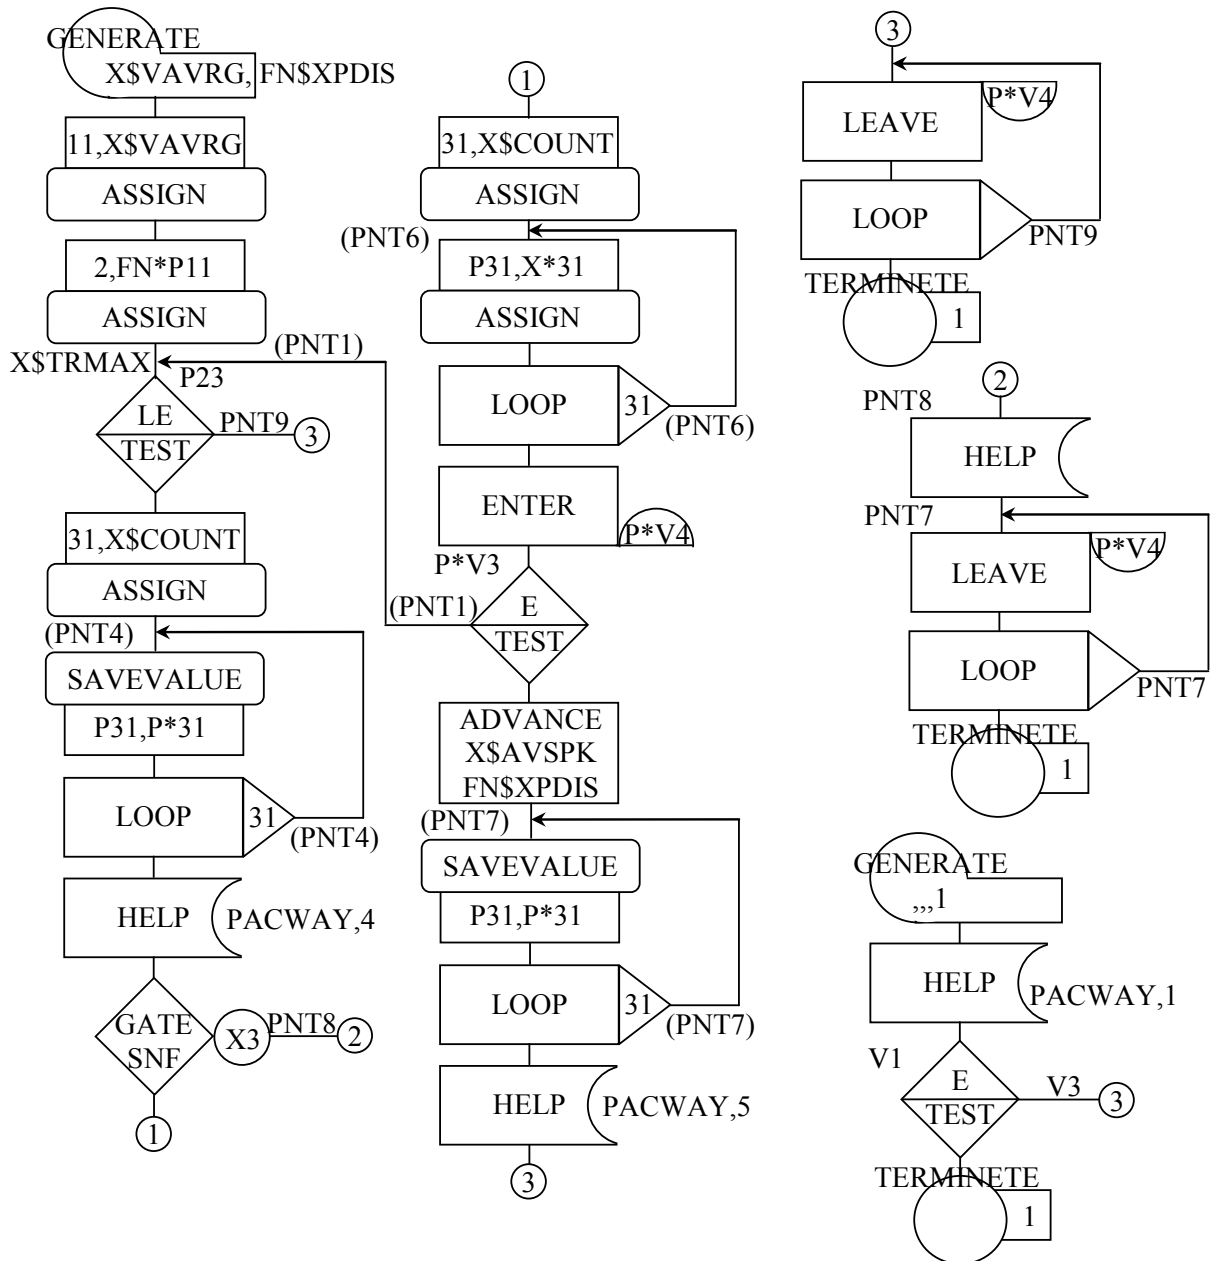 GENERATE
X$VAVRG, FN$XPDIS
11,X$VAVRG
ASSIGN
2,FN*P11
ASSIGN
(PNT1)
X$TRMAX
P23
LE
TEST
PNT9
3
31,X$COUNT
ASSIGN
(PNT4)
SAVEVALUE
P31,P*31
LOOP
31
(PNT4)
HELP
PACWAY,4
GATE
SNF
X3
PNT8
2
1
1
31,X$COUNT
ASSIGN
(PNT6)
P31,X*31
ASSIGN
LOOP
31
(PNT6)
ENTER
P*V4
P*V3
(PNT1)
E
TEST
ADVANCE
X$AVSPK
FN$XPDIS
(PNT7)
SAVEVALUE
P31,P*31
LOOP
31
(PNT7)
HELP
PACWAY,5
3
3
P*V4
LEAVE
LOOP
PNT9
TERMINETE
1
2
PNT8
HELP
PNT7
P*V4
LEAVE
LOOP
PNT7
TERMINETE
1
GENERATE
,,,1
HELP
PACWAY,1
V1
E
TEST
V3
3
TERMINETE
1